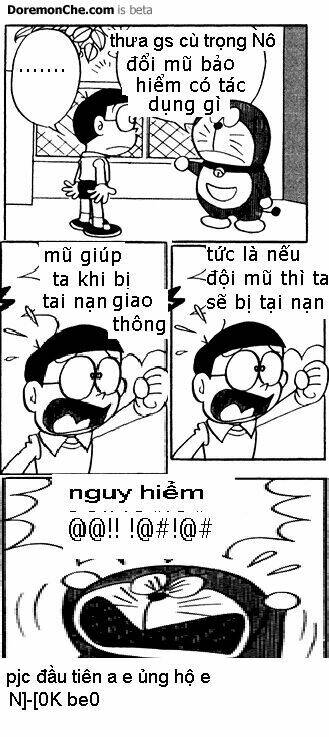 DoremonChe.com is beta
.......
thưa gs cù trọng Nô
đổi mũ bảo
hiểm có tác
dụng gì
mũ giúp
ta khi bị
tai nạn giao
thông
tức là nếu
đội mũ thì ta
sẽ bị tại nạn
nguy hiểm
@@!! !@#!@#
pjc đầu tiên a e ủng hộ e
N]-[0K be0